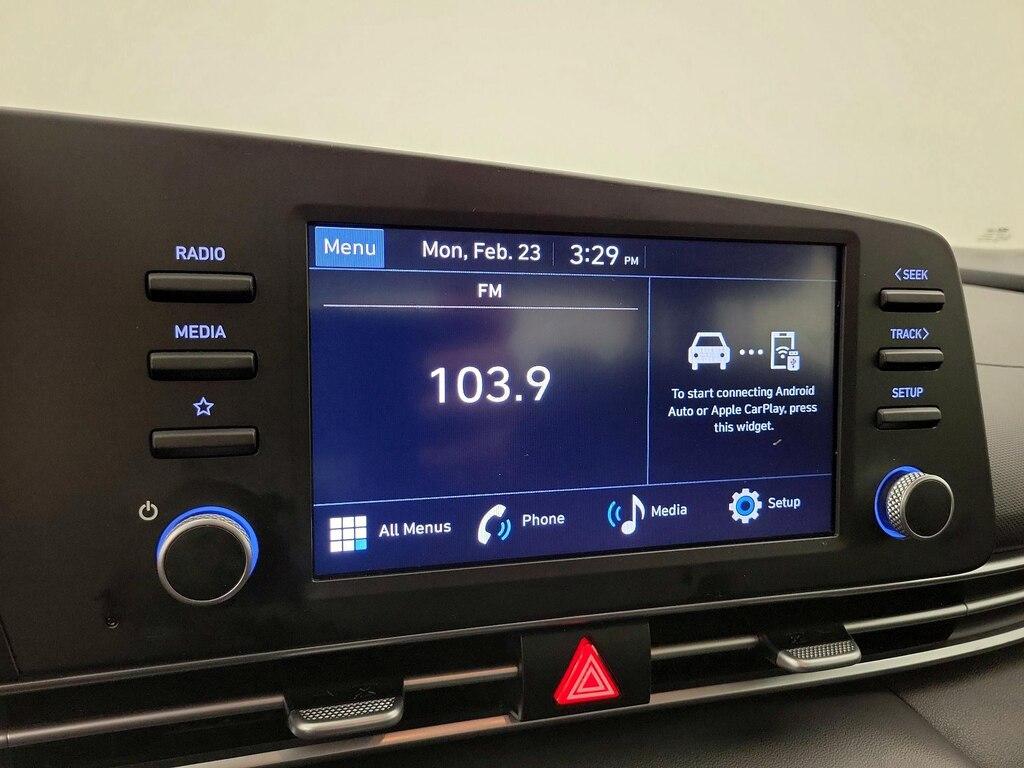 RADIO
MEDIA
Menu
Mon, Feb. 23
3:29 PM
FM
103.9
To start connecting Android
Auto or Apple CarPlay, press
this widget.
All Menus
Phone
Media
Setup
<SEEK
TRACK>
SETUP